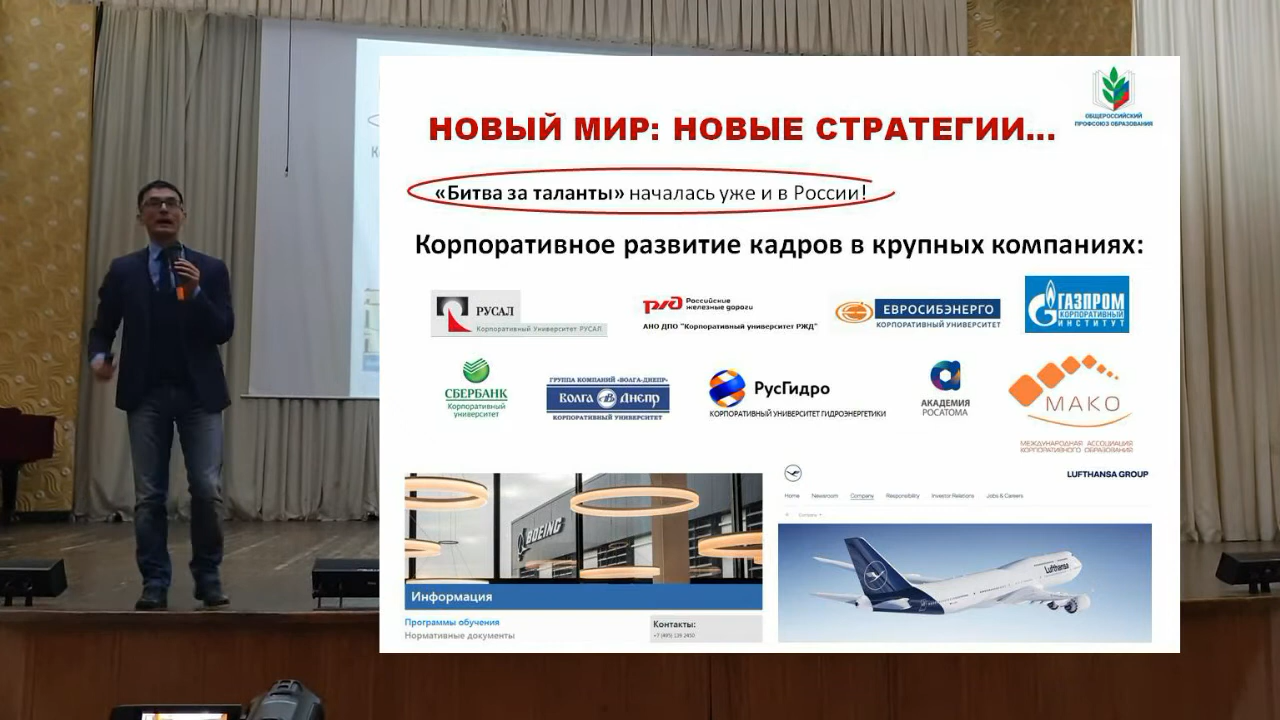 ОБЩЕРОССИЙСКИЙ
ПРОФСОЮЗ ОБРАЗОВАНИЯ
НОВЫЙ МИР: НОВЫЕ СТРАТЕГИИ...
«Битва за таланты» началась уже и в России!
Корпоративное развитие кадров в крупных компаниях:
РУСАЛ
Корпоративный Университет РУСАЛ
РЖД Российские
железные дороги
АНО ДПО "Корпоративный университет РЖД"
ЕВРОСИБЭНЕРГО
КОРПОРАТИВНЫЙ УНИВЕРСИТЕТ
ГАЗПРОМ
КОРПОРАТИВНЫЙ
ИНСТИТУТ
СБЕРБАНК
Корпоративный
университет
ГРУППА КОМПАНИЙ «ВОЛГА-ДНЕПР»
Волга Днепр
КОРПОРАТИВНЫЙ УНИВЕРСИТЕТ
РусГидро
КОРПОРАТИВНЫЙ УНИВЕРСИТЕТ ГИДРОЭНЕРГЕТИКИ
АКАДЕМИЯ
РОСАТОМА
МАКО
МЕЖДУНАРОДНАЯ АССОЦИАЦИЯ
КОРПОРАТИВНОГО ОБРАЗОВАНИЯ
BOEING
Информация
Программы обучения
Нормативные документы
Контакты:
LUFTHANSA GROUP
Home Newsroom Company Responsibility Investor Relations Jobs & Careers
Company
Lufthansa